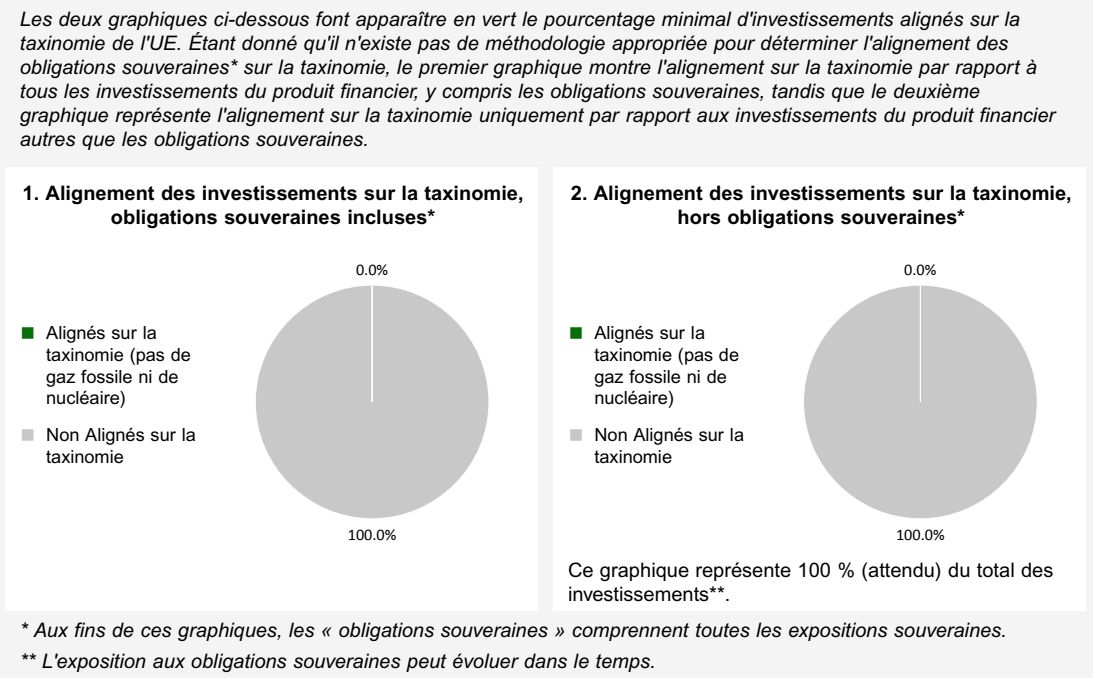 Les deux graphiques ci-dessous font apparaître en vert le pourcentage minimal d'investissements alignés sur la
taxinomie de l'UE. Étant donné qu'il n'existe pas de méthodologie appropriée pour déterminer l'alignement des
obligations souveraines* sur la taxinomie, le premier graphique montre l'alignement sur la taxinomie par rapport à
tous les investissements du produit financier, y compris les obligations souveraines, tandis que le deuxième
graphique représente l'alignement sur la taxinomie uniquement par rapport aux investissements du produit financier
autres que les obligations souveraines.
1. Alignement des investissements sur la taxinomie,
obligations souveraines incluses*
0.0%
Alignés sur la
taxinomie (pas de
gaz fossile ni de
nucléaire)
Non Alignés sur la
taxinomie
100.0%
2. Alignement des investissements sur la taxinomie,
hors obligations souveraines*
0.0%
Alignés sur la
taxinomie (pas de
gaz fossile ni de
nucléaire)
Non Alignés sur la
taxinomie
100.0%
Ce graphique représente 100 % (attendu) du total des
investissements**.
* Aux fins de ces graphiques, les « obligations souveraines » comprennent toutes les expositions souveraines.
** L'exposition aux obligations souveraines peut évoluer dans le temps.